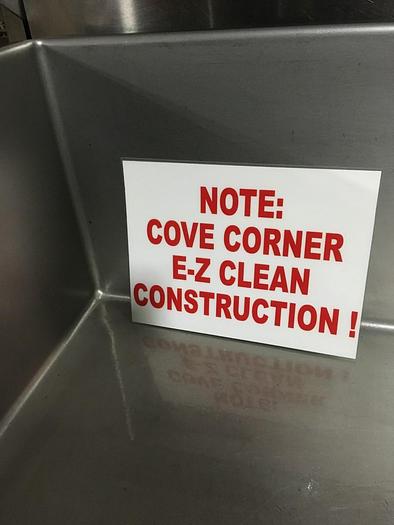 NOTE:
COVE CORNER
E-Z CLEAN
CONSTRUCTION !